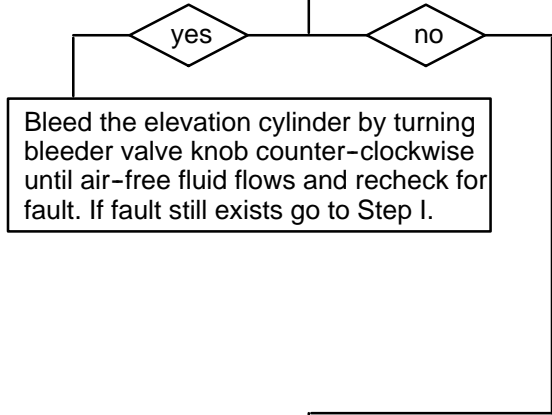 yes
no
Bleed the elevation cylinder by turning
bleeder valve knob counter-clockwise
until air-free fluid flows and recheck for
fault. If fault still exists go to Step I.